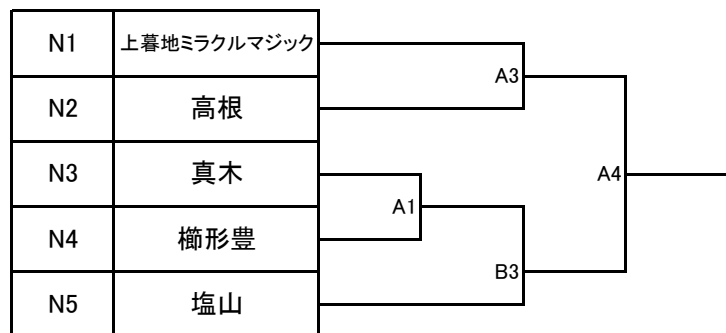 N1 上暮地ミラクルマジック
A3
N2 高根
N3 真木
A4
A1
N4 櫛形豊
B3
N5 塩山